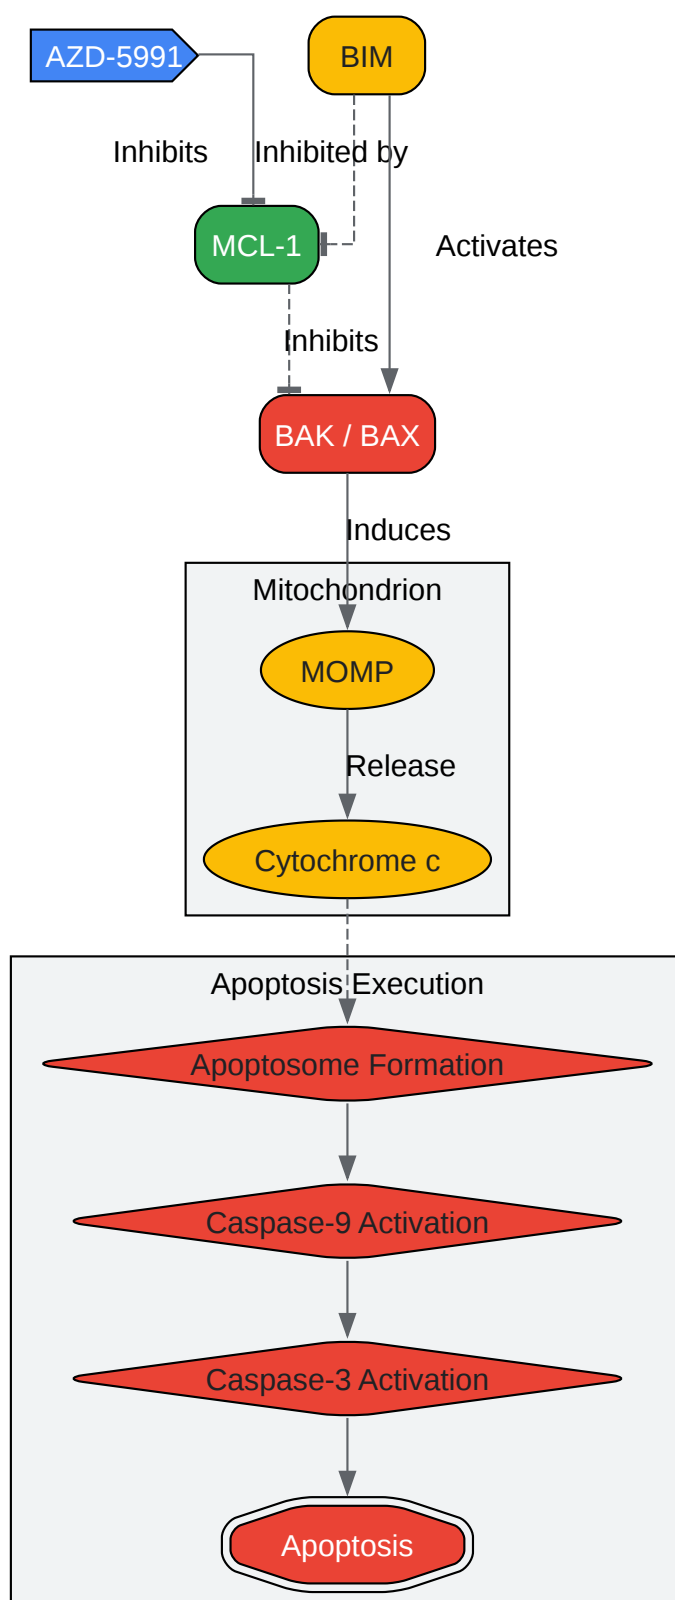 AZD-5991
BIM
Inhibits
Inhibited by
MCL-1
Activates
Inhibits
BAK / BAX
Induces
Mitochondrion
MOMP
Release
Cytochrome c
Apoptosis Execution
Apoptosome Formation
Caspase-9 Activation
Caspase-3 Activation
Apoptosis